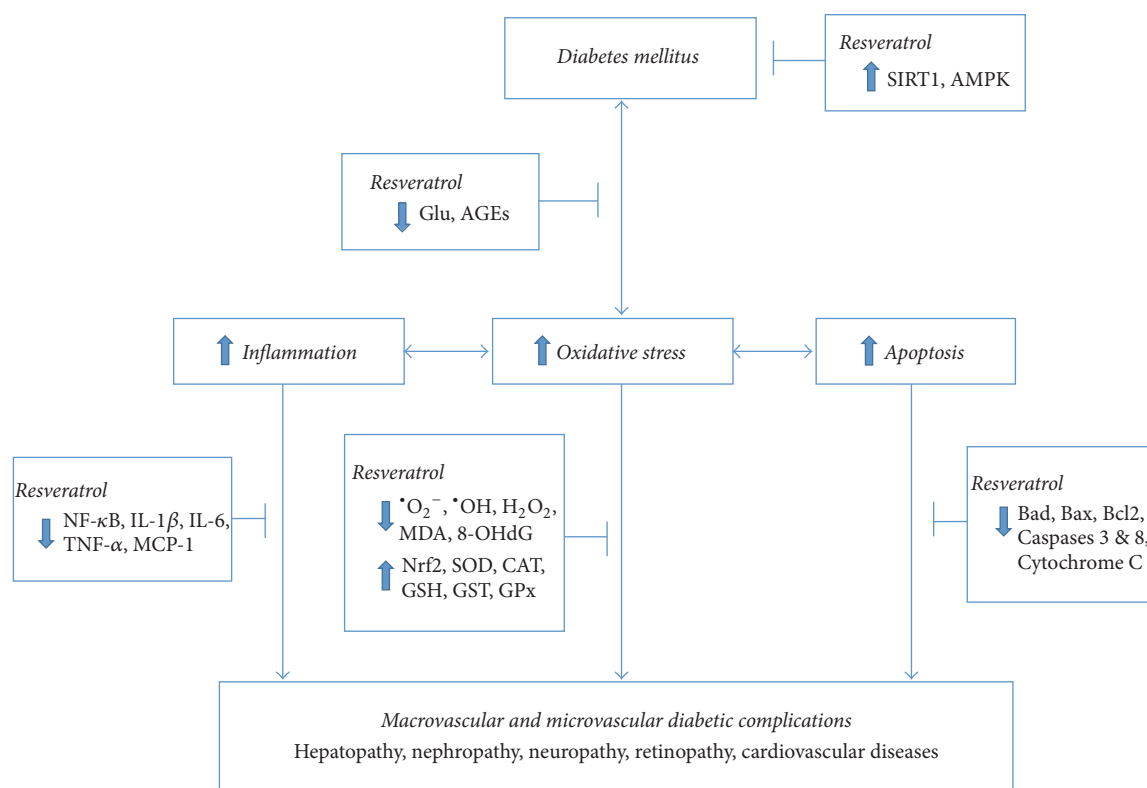 Diabetes mellitus
Resveratrol
SIRT1, AMPK
Resveratrol
Glu, AGEs
Inflammation
Oxidative stress
Apoptosis
Resveratrol
NF-κB, IL-1β, IL-6,
TNF-α, MCP-1
Resveratrol
•O₂⁻, •OH, H₂O₂,
MDA, 8-OHdG
Nrf2, SOD, CAT,
GSH, GST, GPx
Resveratrol
Bad, Bax, Bcl2,
Caspases 3 & 8,
Cytochrome C
Macrovascular and microvascular diabetic complications
Hepatopathy, nephropathy, neuropathy, retinopathy, cardiovascular diseases